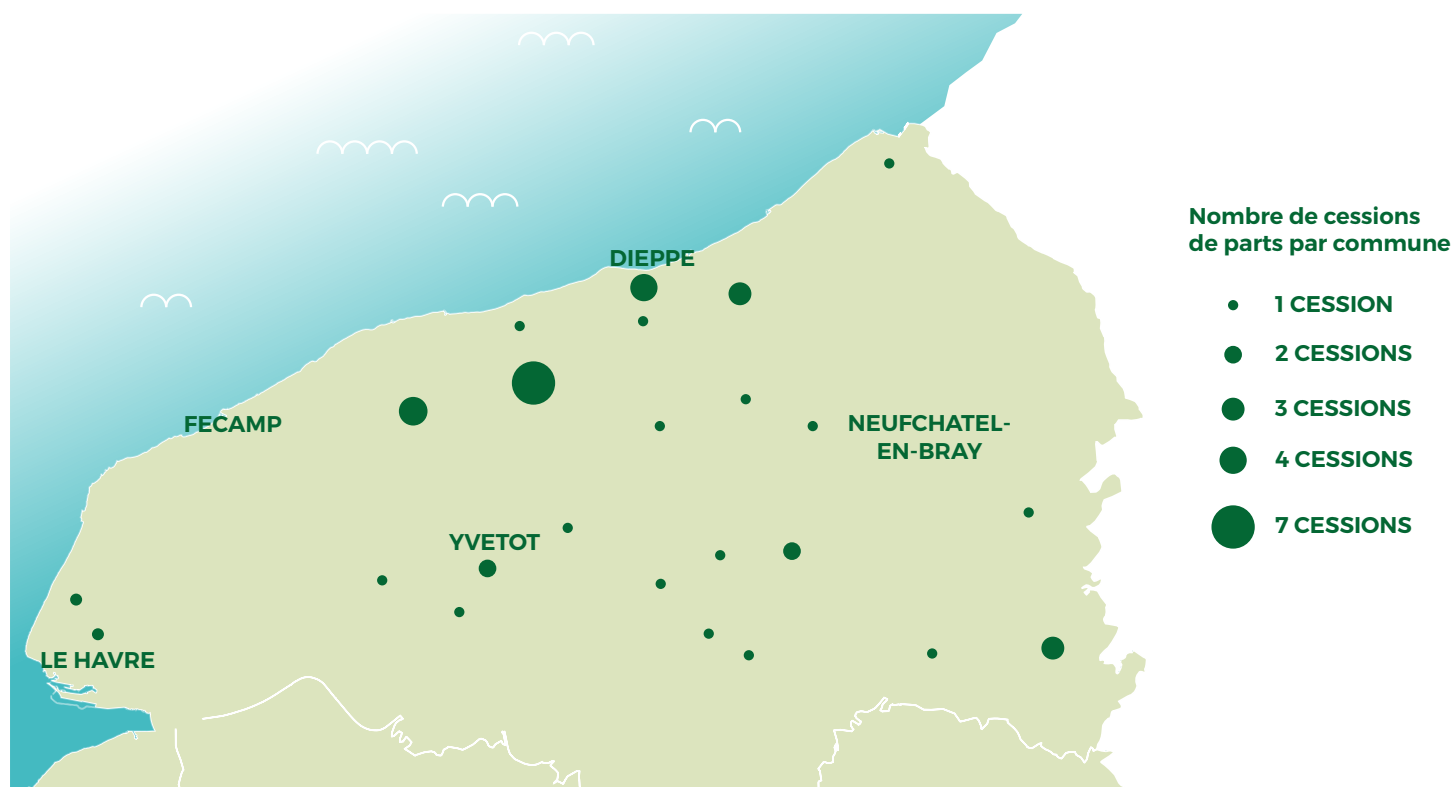 DIEPPE
FECAMP
NEUFCHATEL-
EN-BRAY
YVETOT
LE HAVRE
Nombre de cessions
de parts par commune
1 CESSION
2 CESSIONS
3 CESSIONS
4 CESSIONS
7 CESSIONS